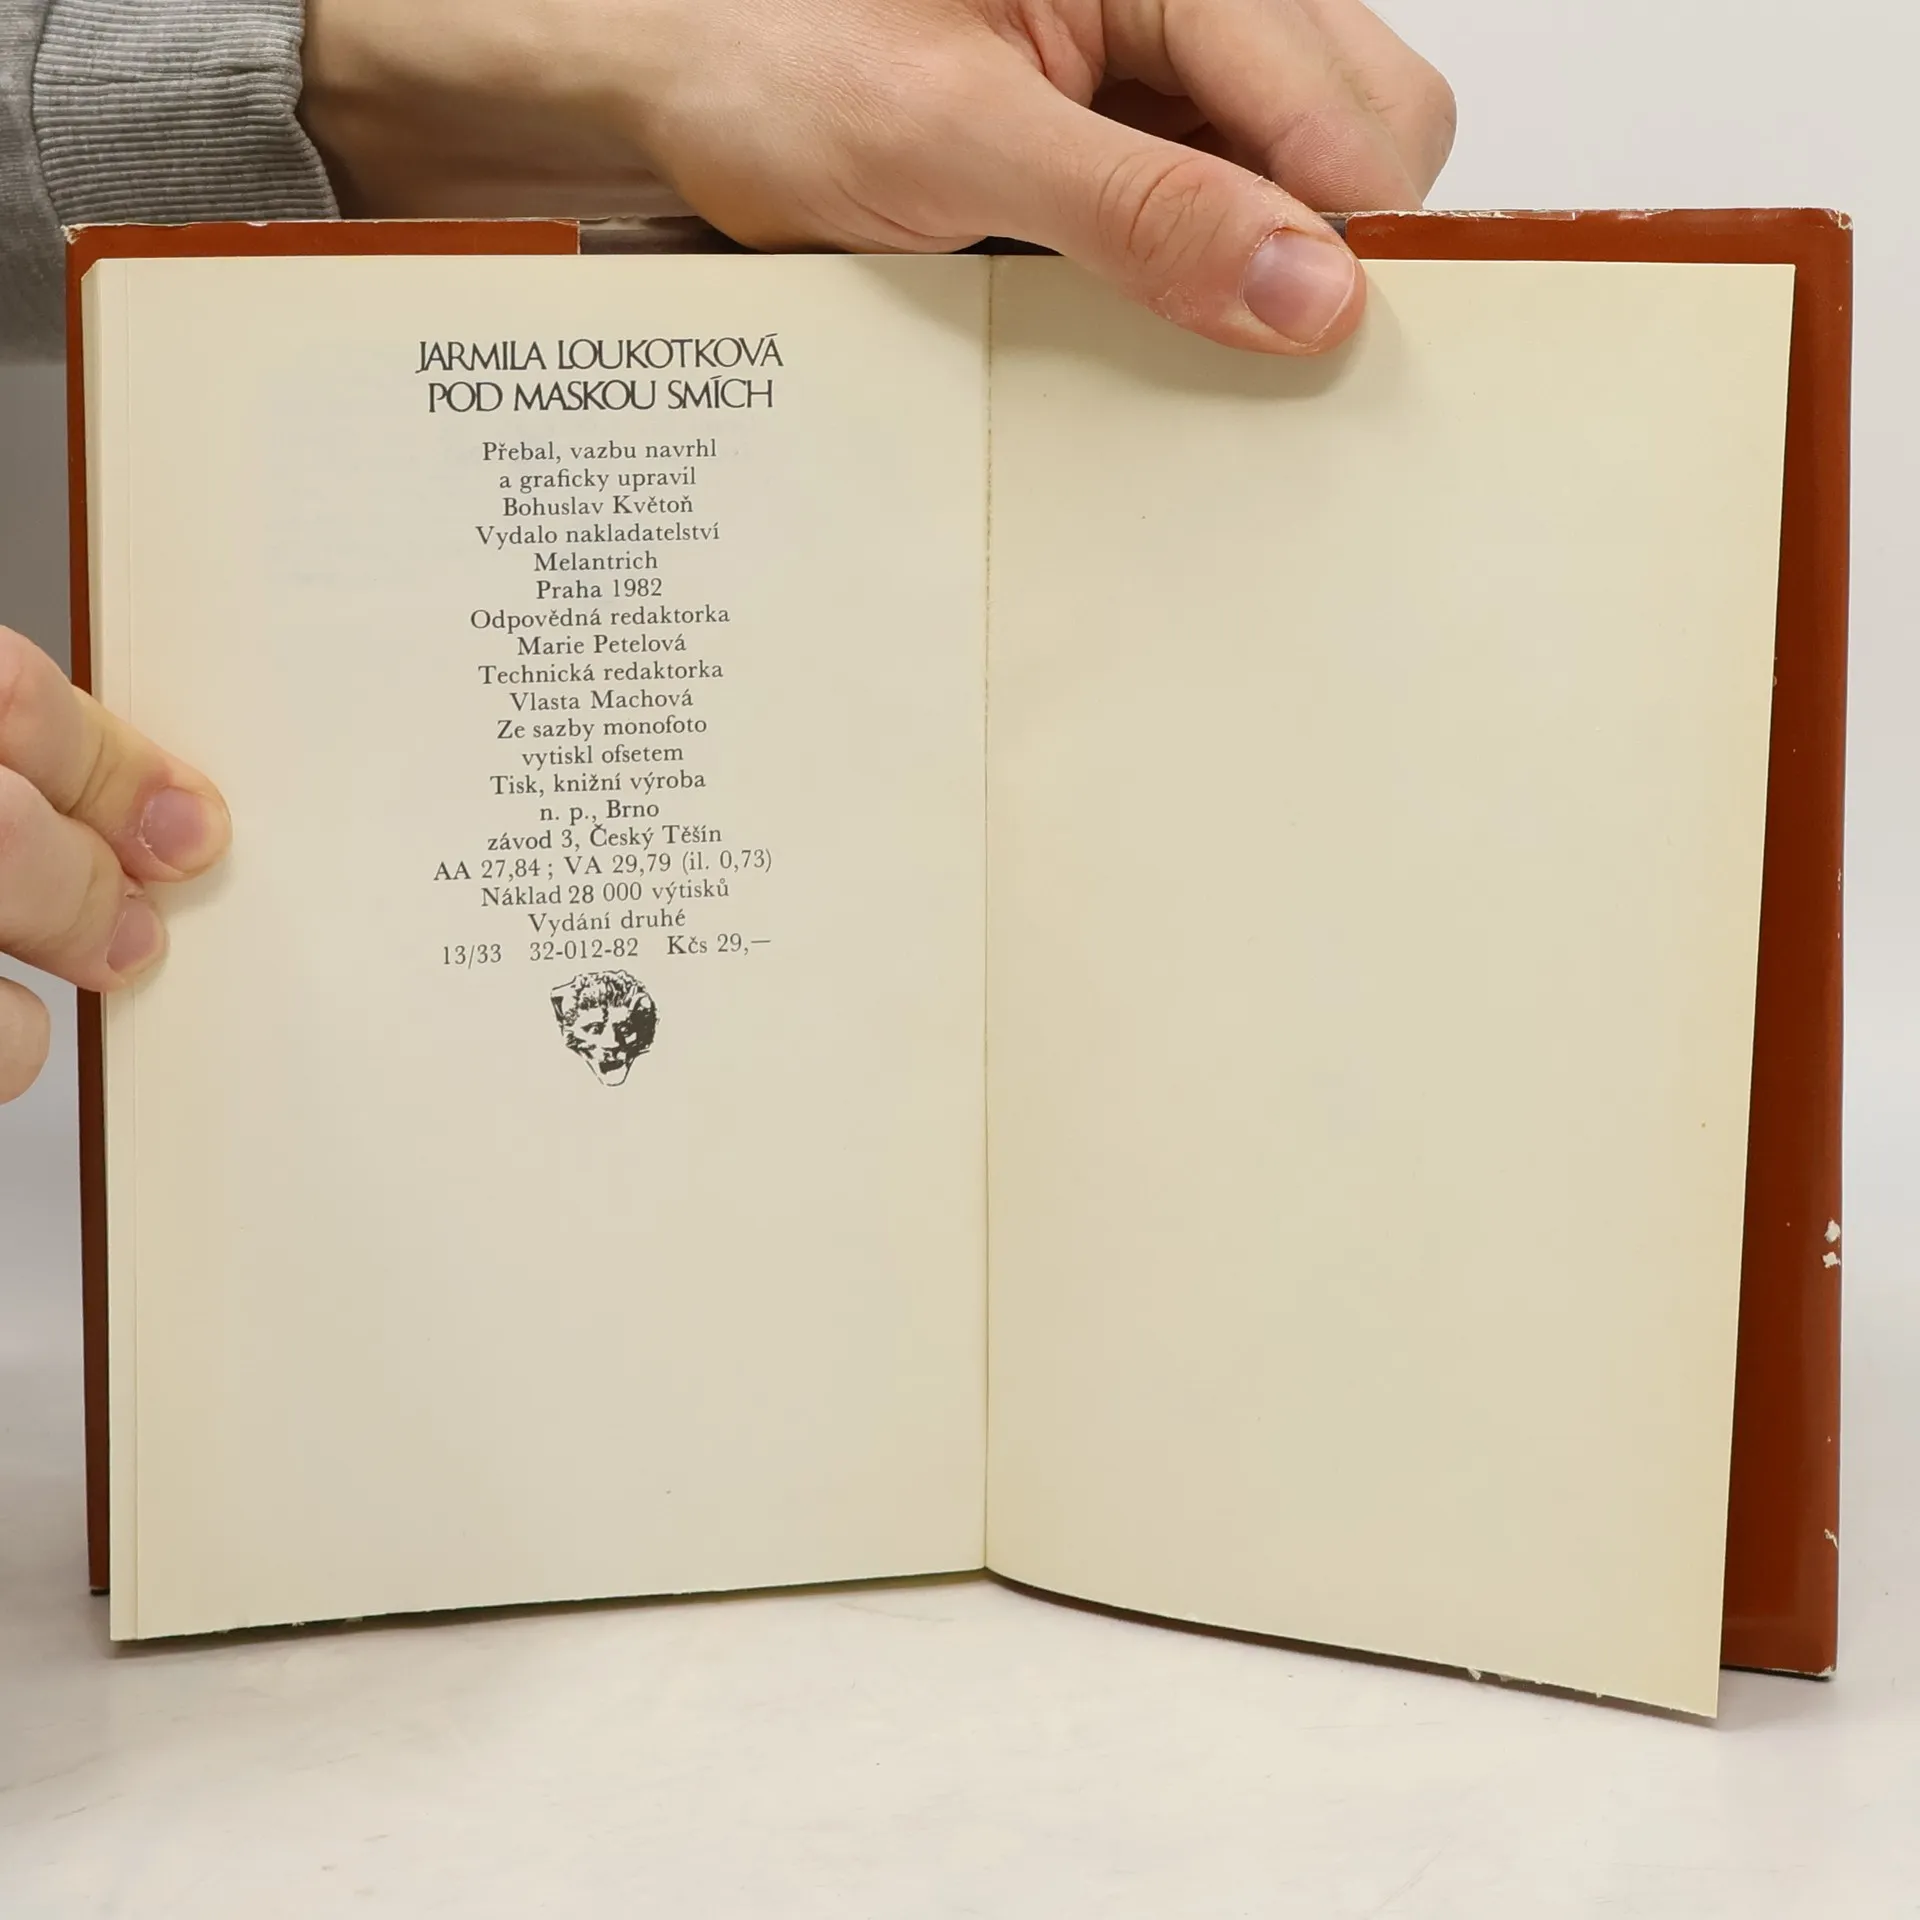 JARMILA LOUKOTKOVÁ
POD MASKOU SMÍCH
Přebal, vazbu navrhl
a graficky upravil
Bohuslav Květoň
Vydalo nakladatelství
Melantrich
Praha 1982
Odpovědná redaktorka
Marie Petelová
Technická redaktorka
Vlasta Machová
Ze sazby monofoto
vytiskl ofsetem
Tisk, knižní výroba
n. p., Brno
závod 3, Český Těšín
AA 27,84 ; VA 29,79 (il. 0,73)
Náklad 28 000 výtisků
Vydání druhé
13/33 32-012-82 Kčs 29,—